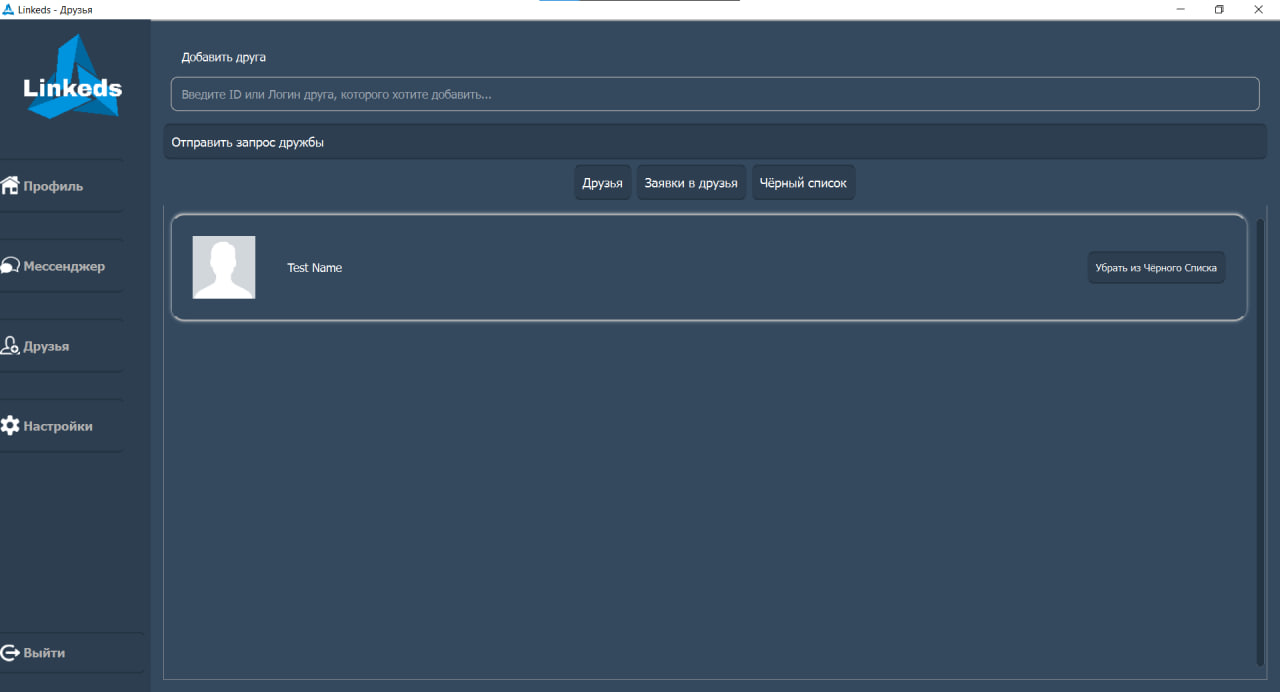 Linkeds - Друзья
Linkeds
Добавить друга
Введите ID или Логин друга, которого хотите добавить...
Отправить запрос дружбы
Друзья
Заявки в друзья
Чёрный список
Профиль
Мессенджер
Друзья
Настройки
Выйти
Test Name
Убрать из Чёрного Списка